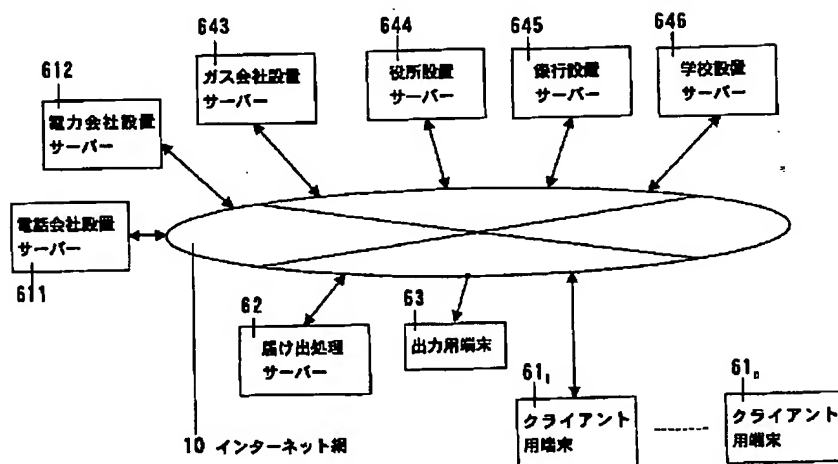 643
644
645
646
612
ガス会社設置
サーバー
役所設置
サーバー
銀行設置
サーバー
学校設置
サーバー
電力会社設置
サーバー
電話会社設置
サーバー
611
62
63
届け出処理
サーバー
出力用端末
61₁
61ₙ
クライアント
用端末
クライアント
用端末
10 インターネット網